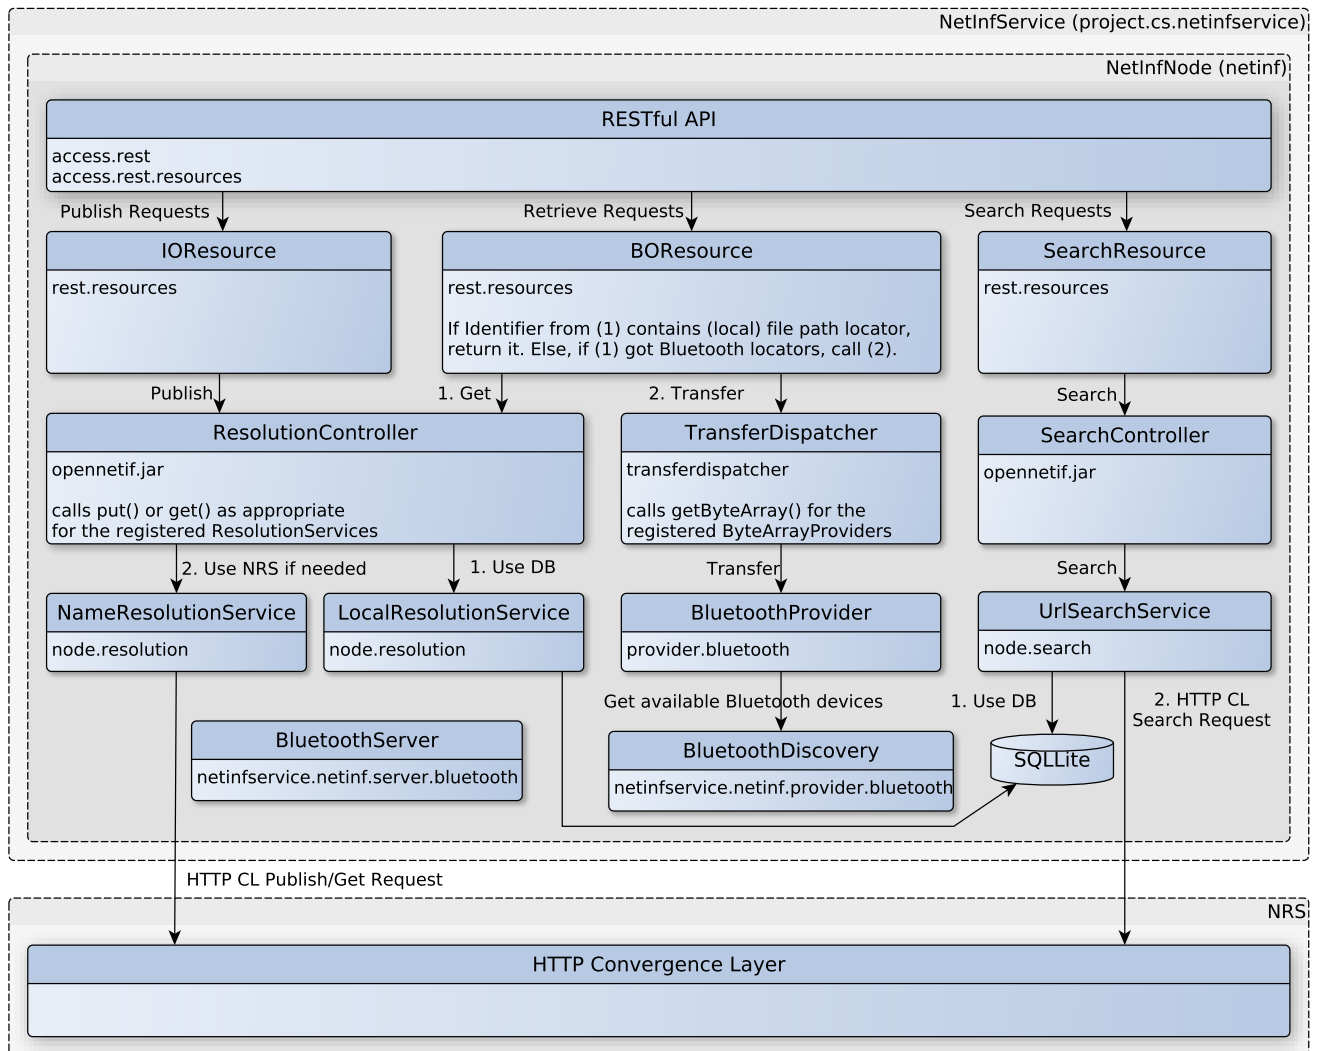 NetInfService (project.cs.netinfservice)
NetInfNode (netinf)
RESTful API
access.rest
access.rest.resources
Publish Requests
Retrieve Requests
Search Requests
IOResource
rest.resources
BOResource
rest.resources
If Identifier from (1) contains (local) file path locator,
return it. Else, if (1) got Bluetooth locators, call (2).
SearchResource
rest.resources
Publish
1. Get
2. Transfer
Search
ResolutionController
opennetif.jar
calls put() or get() as appropriate
for the registered ResolutionServices
TransferDispatcher
transferdispatcher
calls getByteArray() for the
registered ByteArrayProviders
SearchController
opennetif.jar
2. Use NRS if needed
1. Use DB
Transfer
Search
NameResolutionService
node.resolution
LocalResolutionService
node.resolution
BluetoothProvider
provider.bluetooth
UrlSearchService
node.search
Get available Bluetooth devices
1. Use DB
2. HTTP CL
Search Request
BluetoothServer
netinfservice.netinf.server.bluetooth
BluetoothDiscovery
netinfservice.netinf.provider.bluetooth
SQLLite
HTTP CL Publish/Get Request
NRS
HTTP Convergence Layer